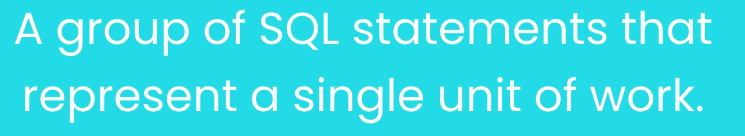 A group of SQL statements that
represent a single unit of work.